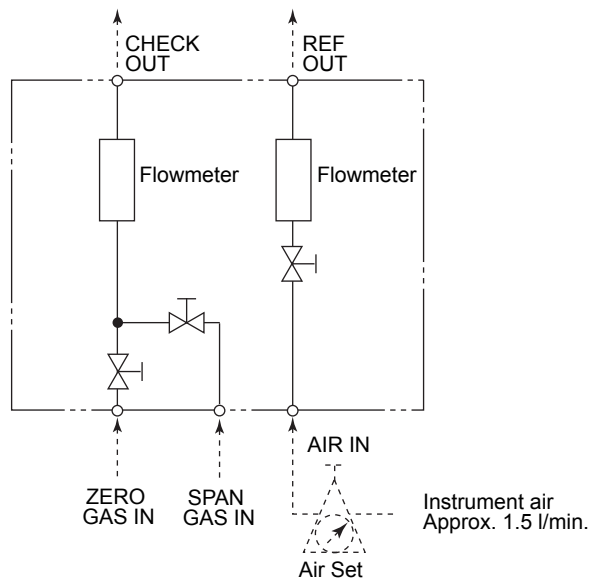 CHECK
OUT
REF
OUT
Flowmeter
Flowmeter
AIR IN
ZERO
GAS IN
SPAN
GAS IN
Instrument air
Approx. 1.5 l/min.
Air Set